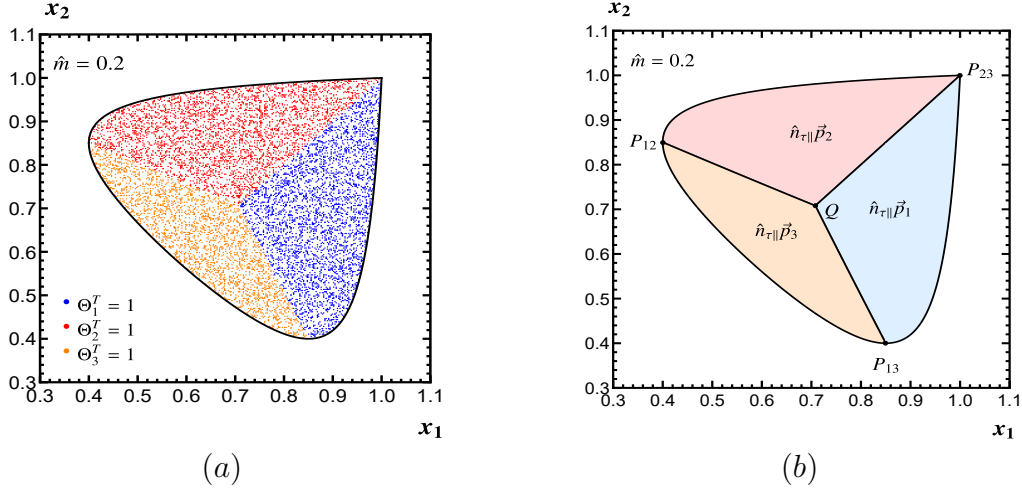 x₂
1.1
m̂ = 0.2
1.0
0.9
0.8
0.7
0.6
0.5
0.4
0.3
Θ₁ᵀ = 1
Θ₂ᵀ = 1
Θ₃ᵀ = 1
0.3 0.4 0.5 0.6 0.7 0.8 0.9 1.0 1.1
x₁
(a)
x₂
1.1
m̂ = 0.2
1.0
0.9
0.8
0.7
0.6
0.5
0.4
0.3
P₂₃
n̂_τ∥p⃗₂
P₁₂
Q
n̂_τ∥p⃗₁
n̂_τ∥p⃗₃
P₁₃
0.3 0.4 0.5 0.6 0.7 0.8 0.9 1.0 1.1
x₁
(b)